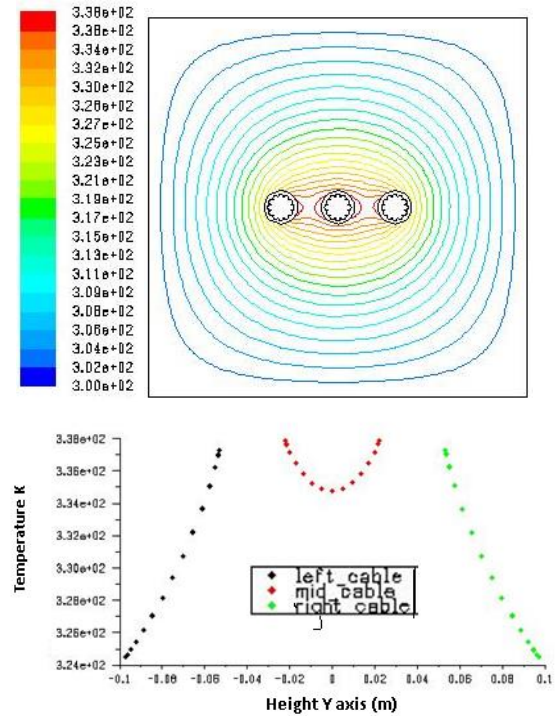 3.38e+02
3.36e+02
3.34e+02
3.32e+02
3.30e+02
3.28e+02
3.27e+02
3.25e+02
3.23e+02
3.21e+02
3.19e+02
3.17e+02
3.15e+02
3.13e+02
3.11e+02
3.09e+02
3.08e+02
3.06e+02
3.04e+02
3.02e+02
3.00e+02
Temperature K
3.38e+02
3.36e+02
3.34e+02
3.32e+02
3.30e+02
3.28e+02
3.26e+02
3.24e+02
left_cable
mid_cable
right_cable
-0.1 -0.08 -0.06 -0.04 -0.02 0 0.02 0.04 0.06 0.08 0.1
Height Y axis (m)